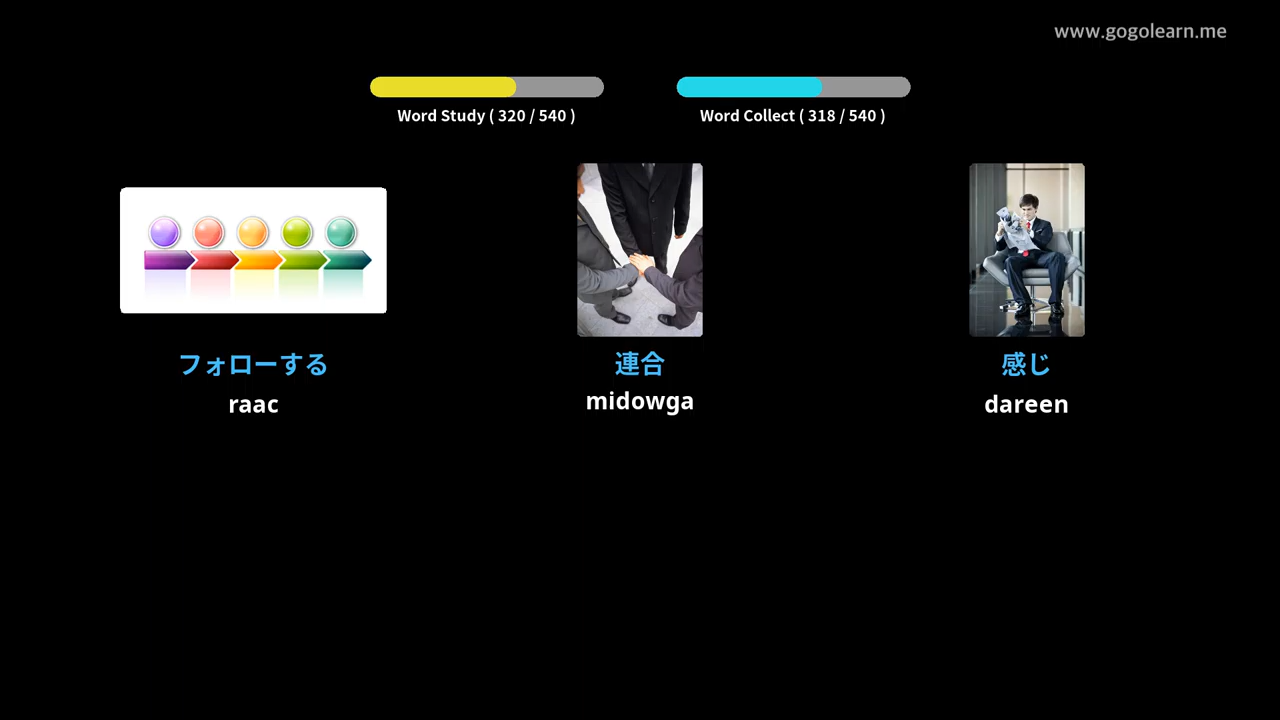 www.gogolearn.me
Word Study ( 320 / 540 )
Word Collect ( 318 / 540 )
フォローする
raac
連合
midowga
感じ
dareen